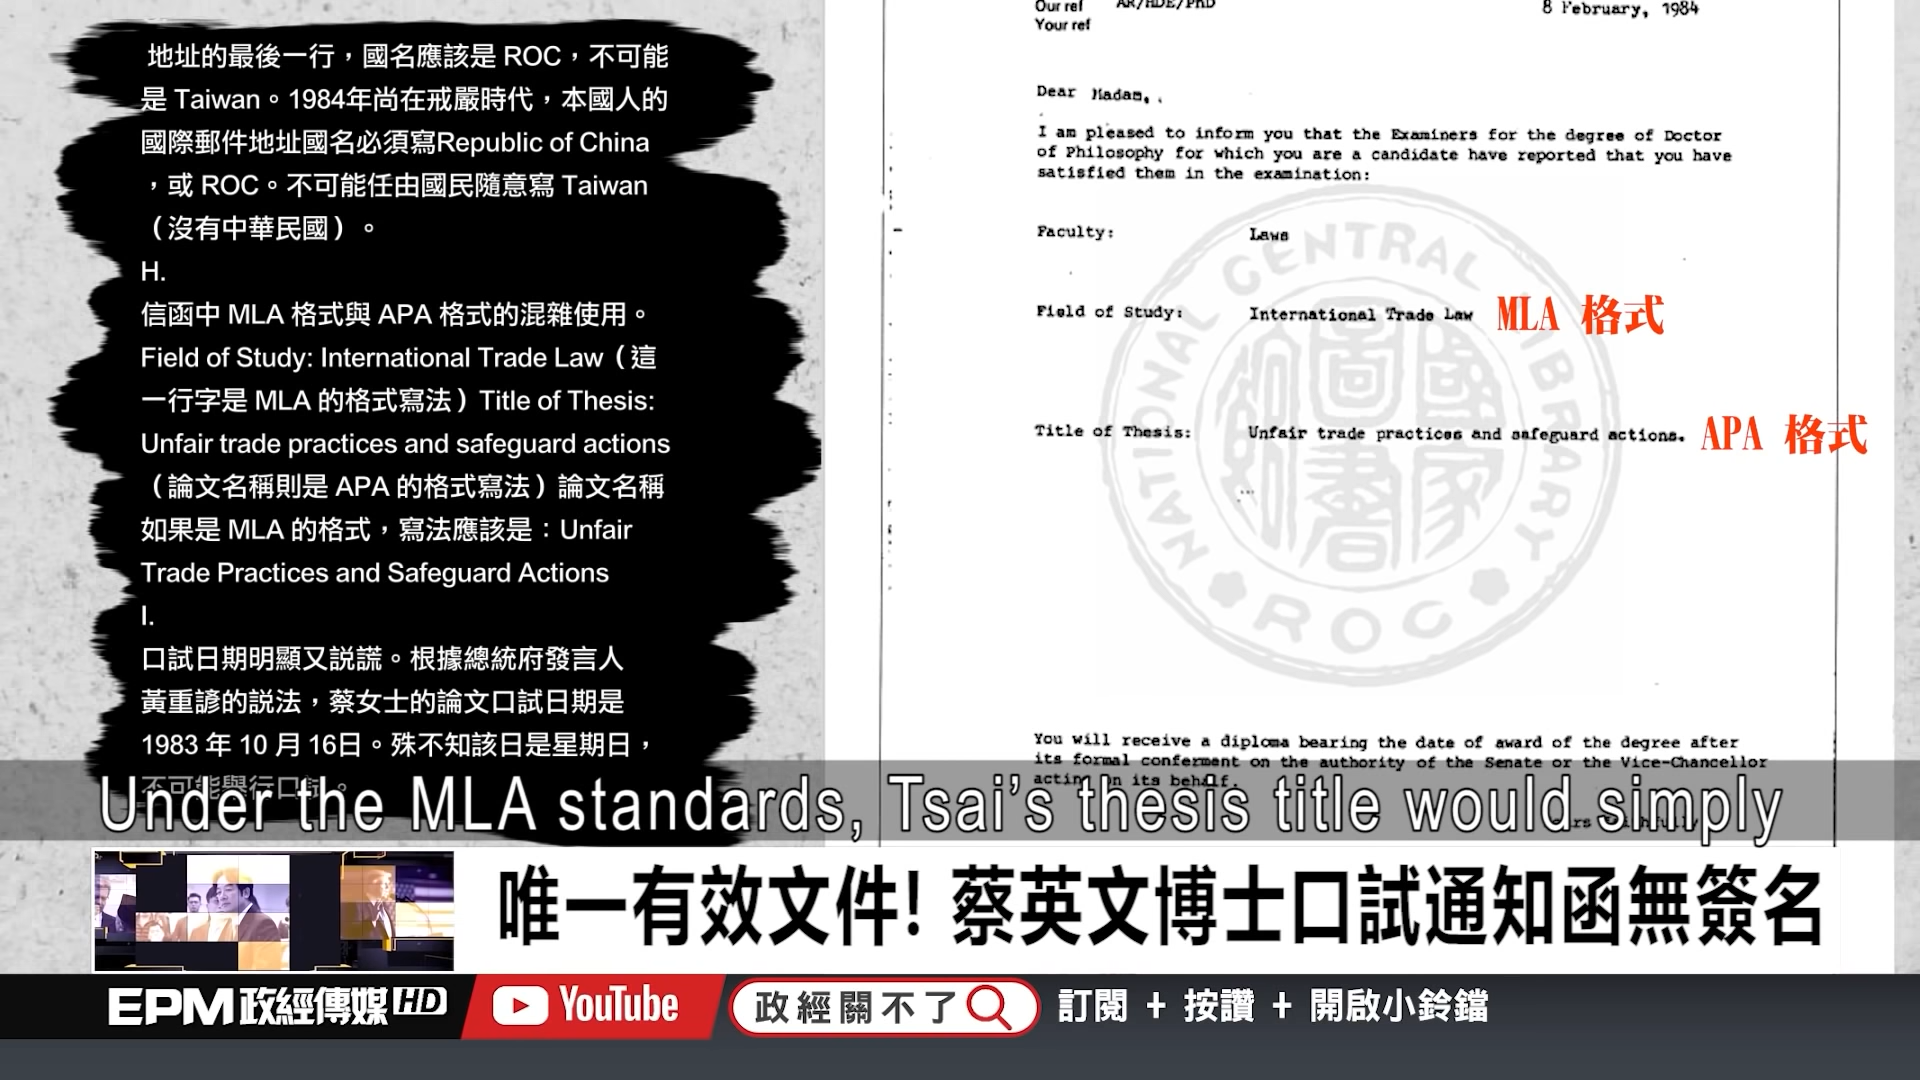 地址的最後一行，國名應該是 ROC，不可能
是 Taiwan。1984年尚在戒嚴時代，本國人的
國際郵件地址國名必須寫Republic of China
，或 ROC。不可能任由國民隨意寫 Taiwan
（沒有中華民國）。
H.
信函中 MLA 格式與 APA 格式的混雜使用。
Field of Study: International Trade Law（這
一行字是 MLA 的格式寫法）Title of Thesis:
Unfair trade practices and safeguard actions
（論文名稱則是 APA 的格式寫法）論文名稱
如果是 MLA 的格式，寫法應該是：Unfair
Trade Practices and Safeguard Actions
I.
口試日期明顯又說謊。根據總統府發言人
黃重諺的說法，蔡女士的論文口試日期是
1983 年 10 月 16日。殊不知該日是星期日，
不可能舉行口試。
Our ref AR/HDE/PhD
8 February, 1984
Your ref
Dear Madam,
I am pleased to inform you that the Examiners for the degree of Doctor
of Philosophy for which you are a candidate have reported that you have
satisfied them in the examination:
Faculty: Laws
Field of Study: International Trade Law MLA 格式
Title of Thesis: Unfair trade practices and safeguard actions. APA 格式
NATIONAL CENTRAL LIBRARY
國家圖書館
ROC
You will receive a diploma bearing the date of award of the degree after
its formal conferment on the authority of the Senate or the Vice-Chancellor
acting on its behalf.
Under the MLA standards, Tsai's thesis title would simply
唯一有效文件! 蔡英文博士口試通知函無簽名
EPM 政經傳媒 HD
YouTube
政經關不了
訂閱 + 按讚 + 開啟小鈴鐺